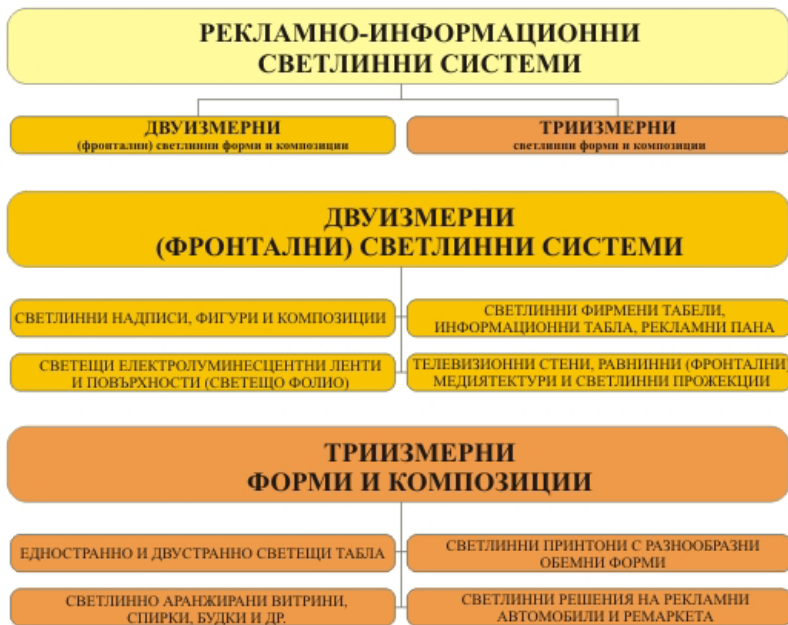 РЕКЛАМНО-ИНФОРМАЦИОННИ
СВЕТЛИННИ СИСТЕМИ
ДВУИЗМЕРНИ
(фронтални) светлинни форми и композиции
ТРИИЗМЕРНИ
светлинни форми и композиции
ДВУИЗМЕРНИ
(ФРОНТАЛНИ) СВЕТЛИННИ СИСТЕМИ
СВЕТЛИННИ НАДПИСИ, ФИГУРИ И КОМПОЗИЦИИ
СВЕТЛИННИ ФИРМЕНИ ТАБЕЛИ,
ИНФОРМАЦИОННИ ТАБЛА, РЕКЛАМНИ ПАНА
СВЕТЕЩИ ЕЛЕКТРОЛУМИНЕСЦЕНТНИ ЛЕНТИ
И ПОВЪРХНОСТИ (СВЕТЕЩО ФОЛИО)
ТЕЛЕВИЗИОННИ СТЕНИ, РАВНИННИ (ФРОНТАЛНИ)
МЕДИЯТЕКТУРИ И СВЕТЛИННИ ПРОЖЕКЦИИ
ТРИИЗМЕРНИ
ФОРМИ И КОМПОЗИЦИИ
ЕДНОСТРАННО И ДВУСТРАННО СВЕТЕЩИ ТАБЛА
СВЕТЛИННИ ПРИНТОНИ С РАЗНООБРАЗНИ
ОБЕМНИ ФОРМИ
СВЕТЛИННО АРАНЖИРАНИ ВИТРИНИ,
СПИРКИ, БУДКИ И ДР.
СВЕТЛИННИ РЕШЕНИЯ НА РЕКЛАМНИ
АВТОМОБИЛИ И РЕМАРКЕТА